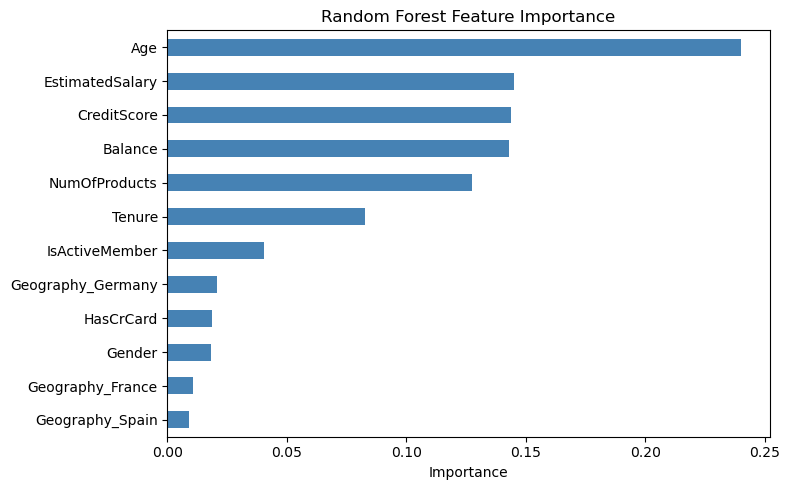 Random Forest Feature Importance
Age
EstimatedSalary
CreditScore
Balance
NumOfProducts
Tenure
IsActiveMember
Geography_Germany
HasCrCard
Gender
Geography_France
Geography_Spain
0.00 0.05 0.10 0.15 0.20 0.25
Importance